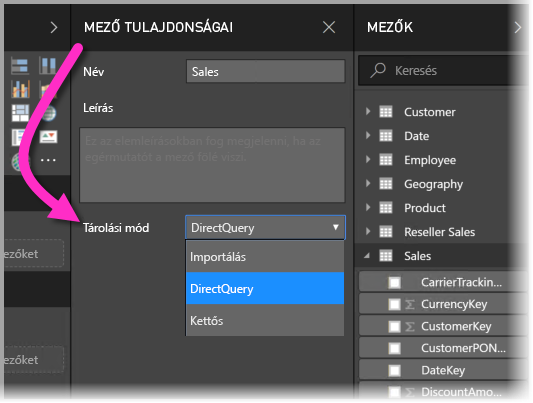 MEZŐ TULAJDONSÁGAI
Név
Sales
Leírás
Ez az elemleírásokban fog megjelenni, ha az
egérmutatót a mező fölé viszi.
Tárolási mód
DirectQuery
Importálás
DirectQuery
Kettős
ezőket
ezőket
MEZŐK
Keresés
Customer
Date
Employee
Geography
Product
Reseller Sales
Sales
CarrierTrackin...
CurrencyKey
CustomerKey
CustomerPON...
DateKey
DiscountAmo...